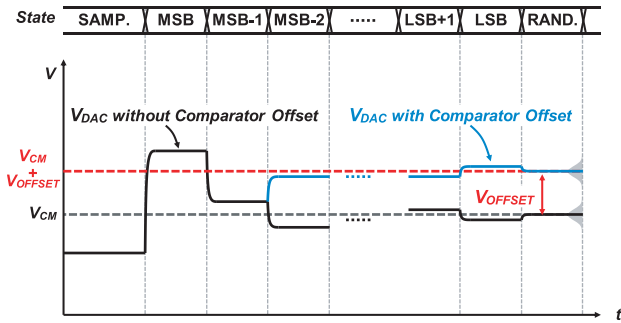 State SAMP. MSB MSB-1 MSB-2 ····· LSB+1 LSB RAND.
V
VDAC without Comparator Offset
VDAC with Comparator Offset
VCM
+
VOFFSET
VOFFSET
VCM
·····
·····
t